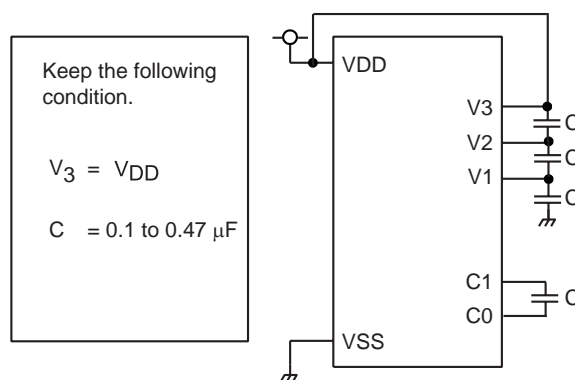 Keep the following
condition.
V3 = VDD
C = 0.1 to 0.47 μF
VDD
V3
C
V2
C
V1
C
C1
C
C0
VSS